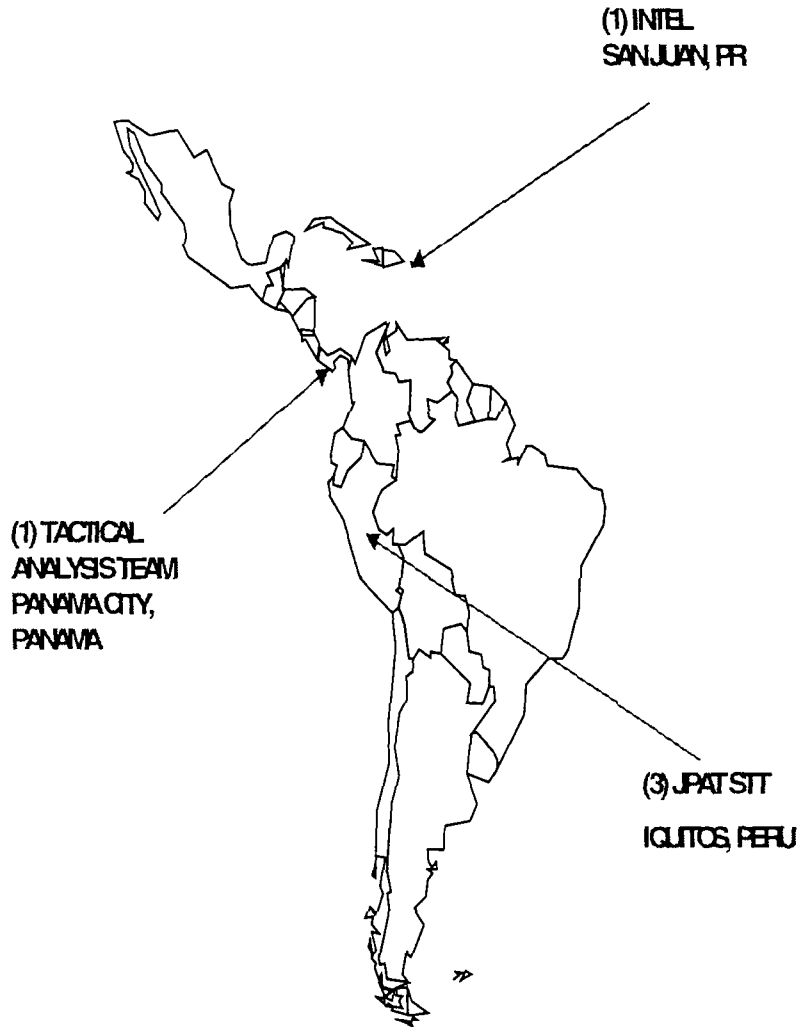 (1) INTEL
SAN JUAN, PR
(1) TACTICAL
ANALYSIS TEAM
PANAMA CITY,
PANAMA
(3) JPAT STT
IQUITOS, PERU